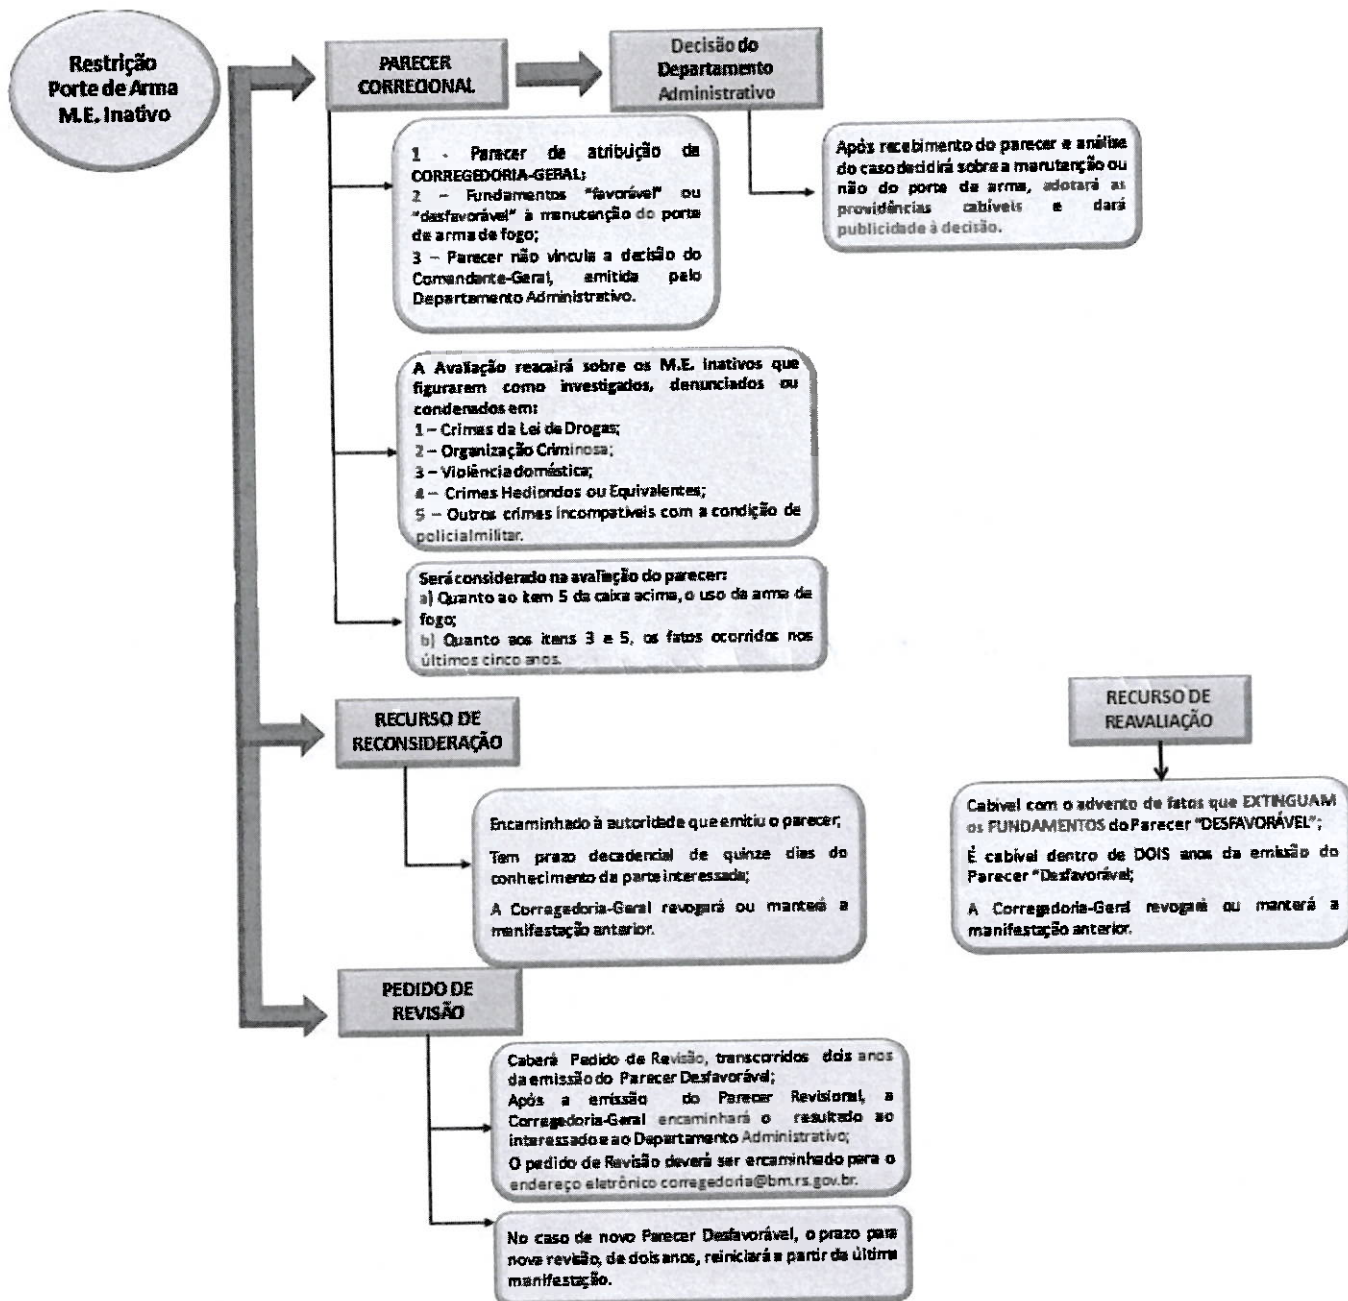 Restrição
Porte de Arma
M.E. Inativo
PARECER
CORRECIONAL
Decisão do
Departamento
Administrativo
1 - Parecer de atribuição da
CORREGEDORIA-GERAL;
2 – Fundamentos "favorável" ou
"desfavorável" à manutenção do porte
de arma de fogo;
3 – Parecer não vincula a decisão do
Comandante-Geral, emitida pelo
Departamento Administrativo.
Após recebimento do parecer e análise
do caso decidirá sobre a manutenção ou
não do porte de arma, adotará as
providências cabíveis e dará
publicidade à decisão.
A Avaliação recairá sobre os M.E. inativos que
figurarem como investigados, denunciados ou
condenados em:
1 – Crimes da Lei de Drogas;
2 – Organização Criminosa;
3 – Violência doméstica;
4 – Crimes Hediondos ou Equivalentes;
5 – Outros crimes incompatíveis com a condição de
policial militar.
Será considerado na avaliação do parecer:
a) Quanto ao item 5 da caixa acima, o uso da arma de
fogo;
b) Quanto aos itens 3 e 5, os fatos ocorridos nos
últimos cinco anos.
RECURSO DE
RECONSIDERAÇÃO
Encaminhado à autoridade que emitiu o parecer;
Tem prazo decadencial de quinze dias do
conhecimento da parte interessada;
A Corregedoria-Geral revogará ou manterá a
manifestação anterior.
RECURSO DE
REAVALIAÇÃO
Cabível com o advento de fatos que EXTINGUAM
os FUNDAMENTOS do Parecer "DESFAVORÁVEL";
É cabível dentro de DOIS anos da emissão do
Parecer "Desfavorável;
A Corregedoria-Geral revogará ou manterá a
manifestação anterior.
PEDIDO DE
REVISÃO
Caberá Pedido de Revisão, transcorridos dois anos
da emissão do Parecer Desfavorável;
Após a emissão do Parecer Revisional, a
Corregedoria-Geral encaminhará o resultado ao
interessado e ao Departamento Administrativo;
O pedido de Revisão deverá ser encaminhado para o
endereço eletrônico corregedoria@bm.rs.gov.br.
No caso de novo Parecer Desfavorável, o prazo para
nova revisão, de dois anos, reiniciará a partir da última
manifestação.